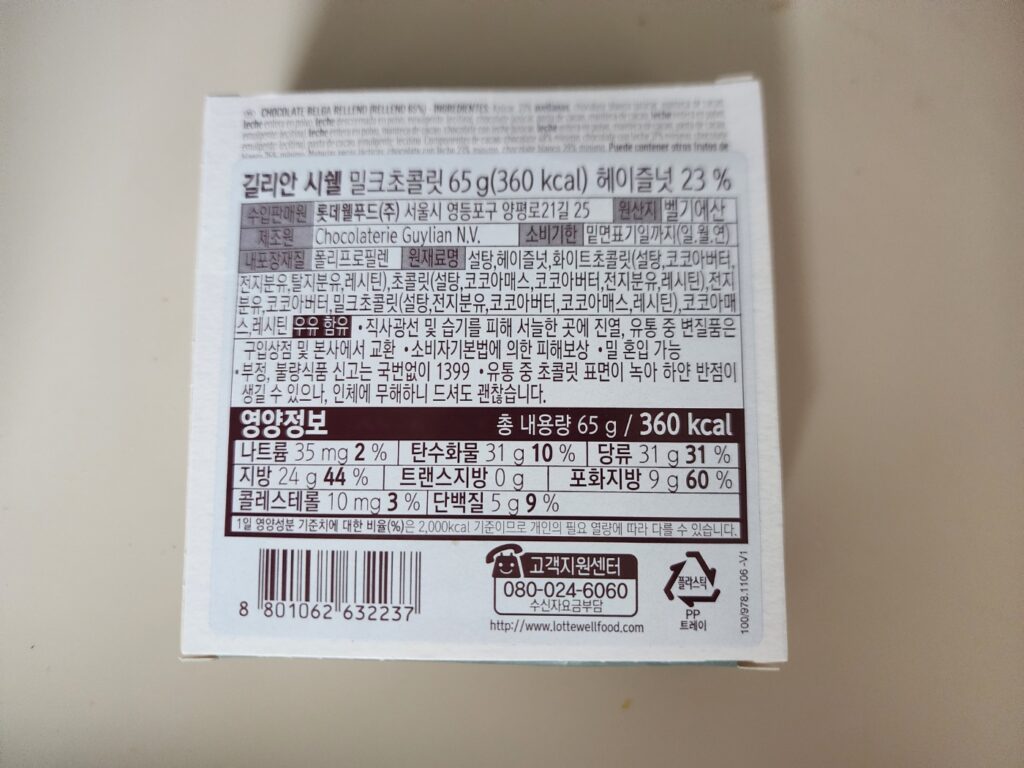 CHOCOLATE BELGA RELLENO (RELLENO 65%) - INGREDIENTES:
길리안 시쉘 밀크초콜릿 65 g(360 kcal) 헤이즐넛 23 %
수입판매원 롯데웰푸드(주) 서울시 영등포구 양평로21길 25 원산지 벨기에산
제조원 Chocolaterie Guylian N.V. 소비기한 밑면표기일까지(일.월.연)
내포장재질 폴리프로필렌 원재료명 설탕,헤이즐넛,화이트초콜릿(설탕,코코아버터,
전지분유,탈지분유,레시틴),초콜릿(설탕,코코아매스,코코아버터,전지분유,레시틴),전지
분유,코코아버터,밀크초콜릿(설탕,전지분유,코코아버터,코코아매스,레시틴),코코아매
스,레시틴 우유 함유 •직사광선 및 습기를 피해 서늘한 곳에 진열, 유통 중 변질품은
구입상점 및 본사에서 교환 •소비자기본법에 의한 피해보상 •밀 혼입 가능
•부정, 불량식품 신고는 국번없이 1399 •유통 중 초콜릿 표면이 녹아 하얀 반점이
생길 수 있으나, 인체에 무해하니 드셔도 괜찮습니다.
영양정보 총 내용량 65 g / 360 kcal
나트륨 35 mg 2 % 탄수화물 31 g 10 % 당류 31 g 31 %
지방 24 g 44 % 트랜스지방 0 g 포화지방 9 g 60 %
콜레스테롤 10 mg 3 % 단백질 5 g 9 %
1일 영양성분 기준치에 대한 비율(%)은 2,000kcal 기준이므로 개인의 필요 열량에 따라 다를 수 있습니다.
8 801062 632237
고객지원센터
080-024-6060
수신자요금부담
http://www.lottewellfood.com
플라스틱
PP
트레이
100/978.1106 -V1